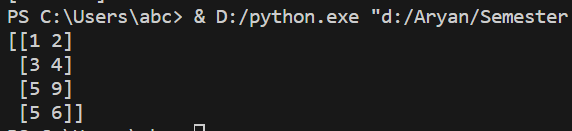 PS C:\Users\abc> & D:/python.exe "d:/Aryan/Semester
[[1 2]
 [3 4]
 [5 9]
 [5 6]]